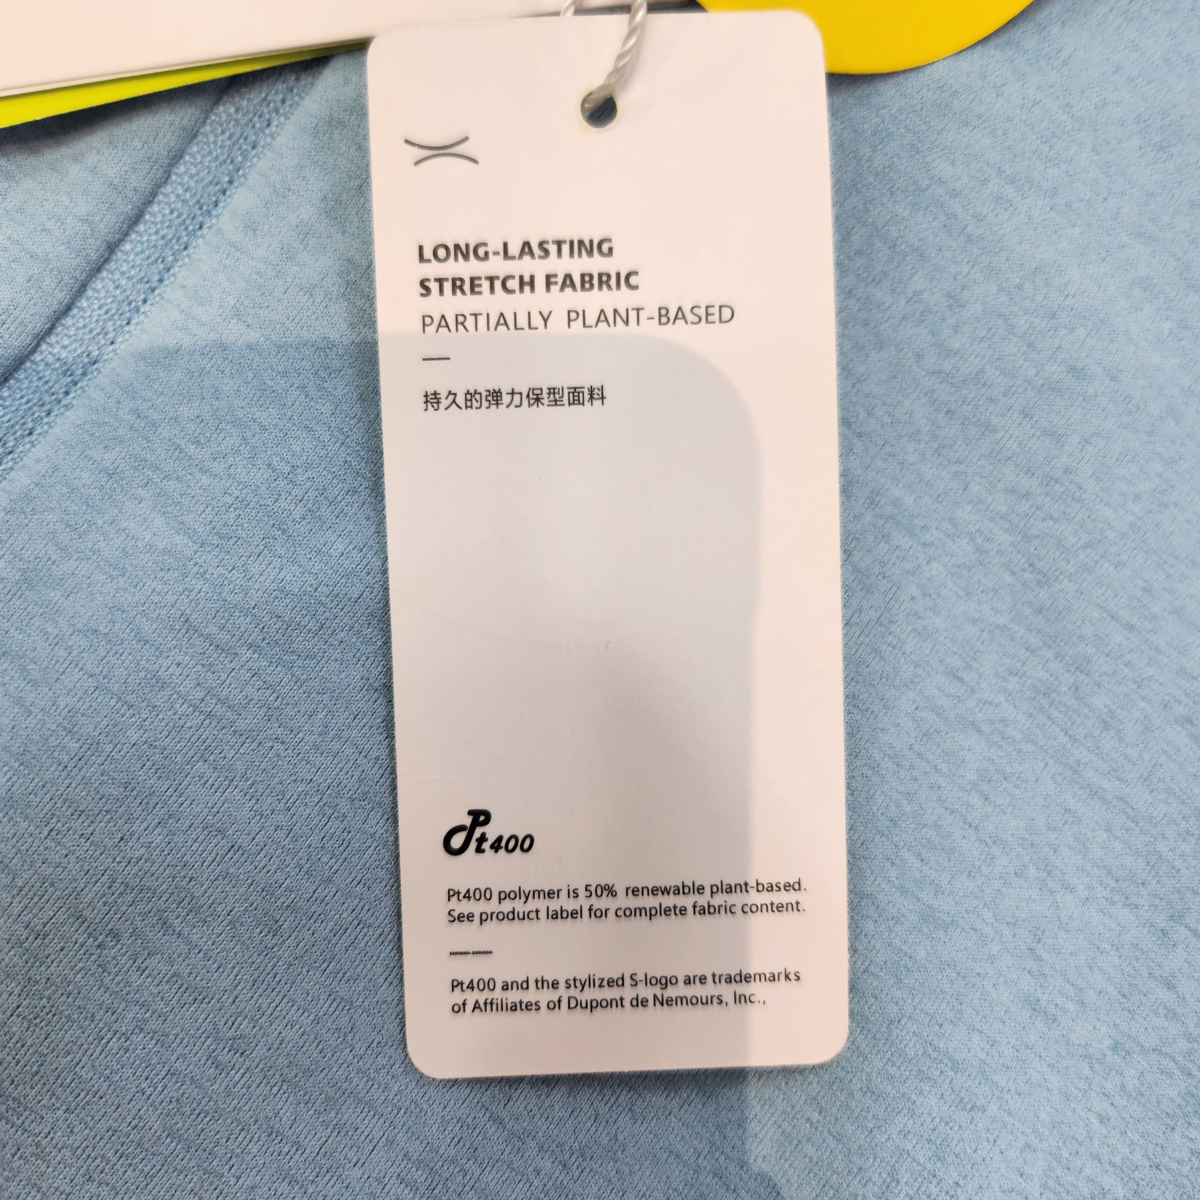 LONG-LASTING
STRETCH FABRIC
PARTIALLY PLANT-BASED
持久的弹力保型面料
Pt400
Pt400 polymer is 50% renewable plant-based.
See product label for complete fabric content.
Pt400 and the stylized S-logo are trademarks
of Affiliates of Dupont de Nemours, Inc.,